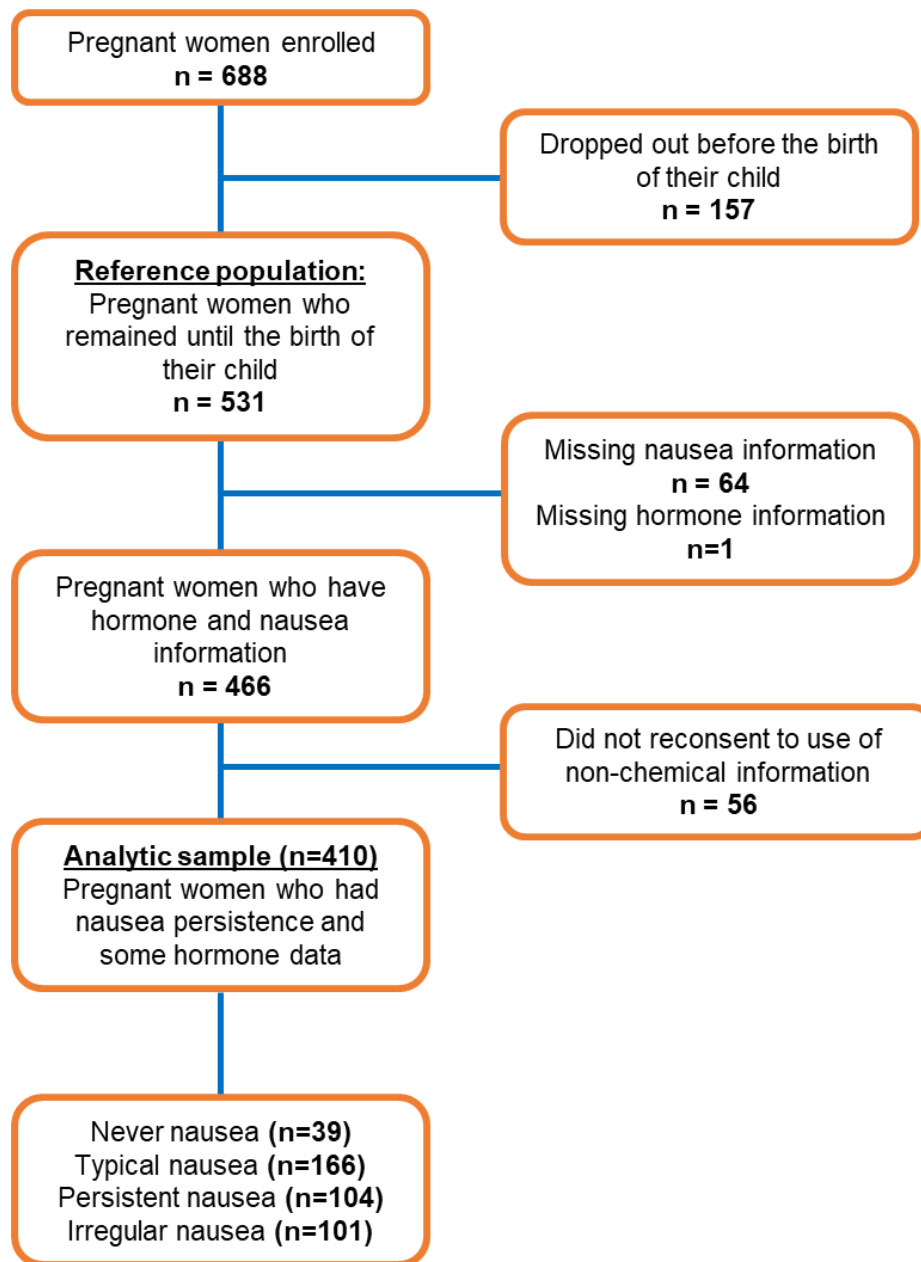 Pregnant women enrolled
n = 688
Dropped out before the birth
of their child
n = 157
Reference population:
Pregnant women who
remained until the birth of
their child
n = 531
Missing nausea information
n = 64
Missing hormone information
n=1
Pregnant women who have
hormone and nausea
information
n = 466
Did not reconsent to use of
non-chemical information
n = 56
Analytic sample (n=410)
Pregnant women who had
nausea persistence and
some hormone data
Never nausea (n=39)
Typical nausea (n=166)
Persistent nausea (n=104)
Irregular nausea (n=101)